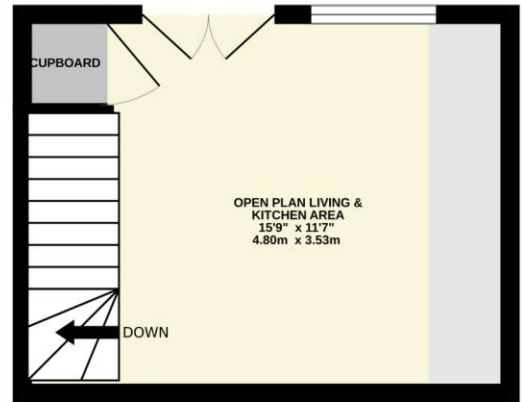 CUPBOARD
OPEN PLAN LIVING &
KITCHEN AREA
15'9" x 11'7"
4.80m x 3.53m
DOWN